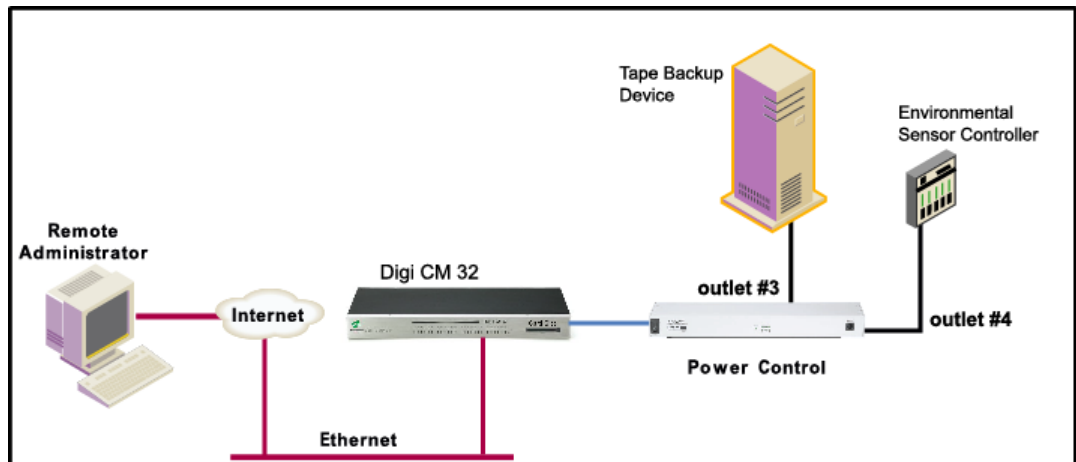 Tape Backup
Device
Environmental
Sensor Controller
Remote
Administrator
Digi CM 32
Internet
outlet #3
outlet #4
Power Control
Ethernet